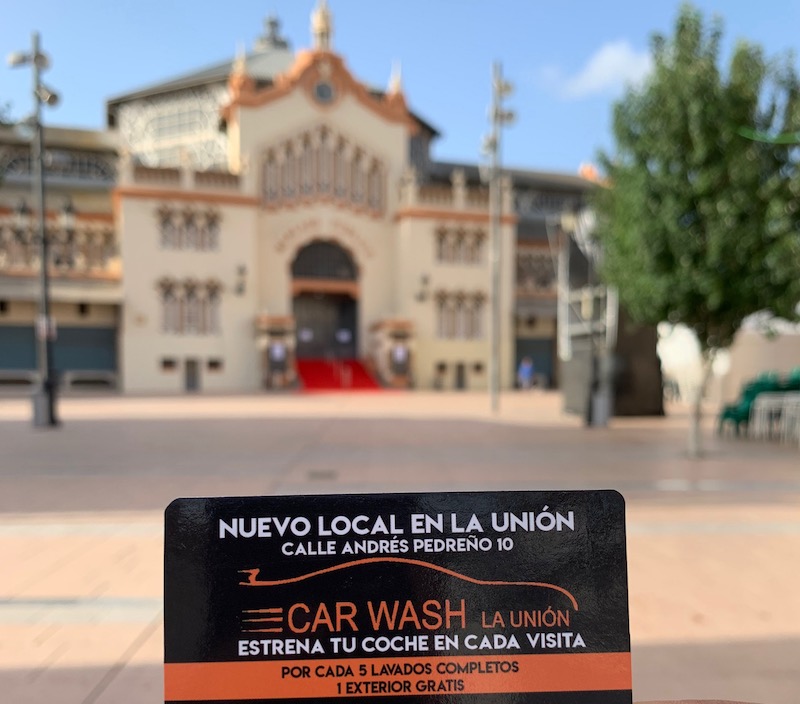 NUEVO LOCAL EN LA UNIÓN
CALLE ANDRÉS PEDREÑO 10
CAR WASH LA UNIÓN
ESTRENA TU COCHE EN CADA VISITA
POR CADA 5 LAVADOS COMPLETOS
1 EXTERIOR GRATIS